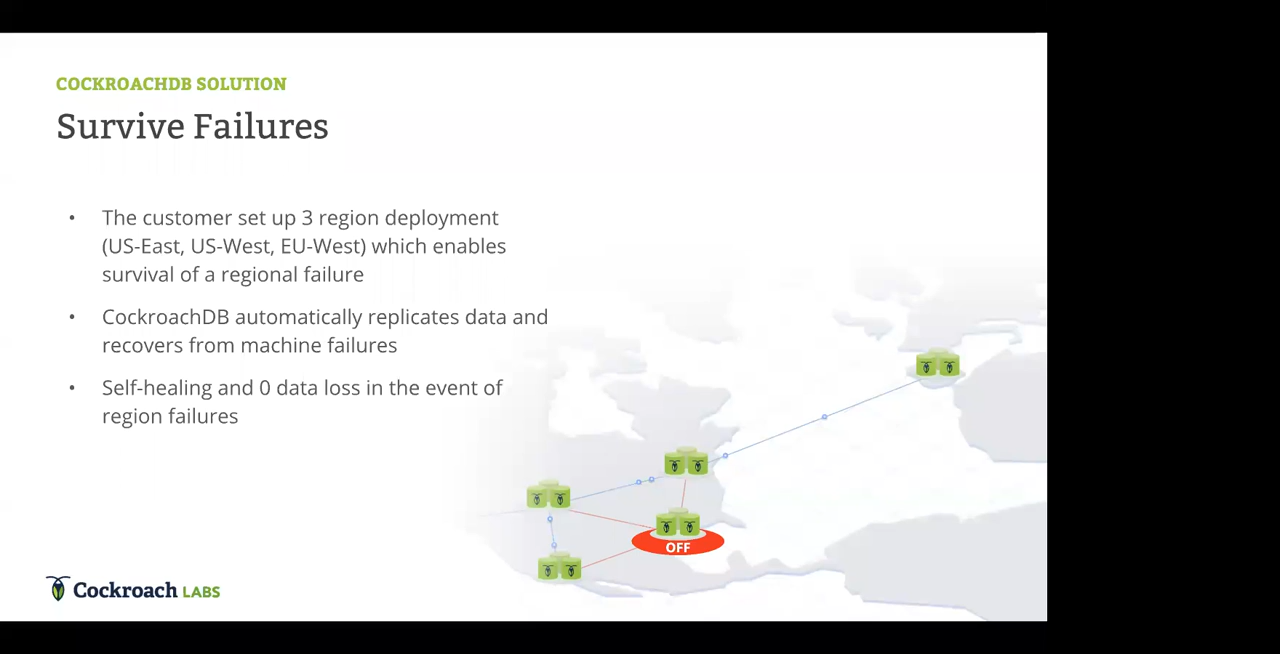 COCKROACHDB SOLUTION
Survive Failures
• The customer set up 3 region deployment
(US-East, US-West, EU-West) which enables
survival of a regional failure
• CockroachDB automatically replicates data and
recovers from machine failures
• Self-healing and 0 data loss in the event of
region failures
OFF
Cockroach LABS